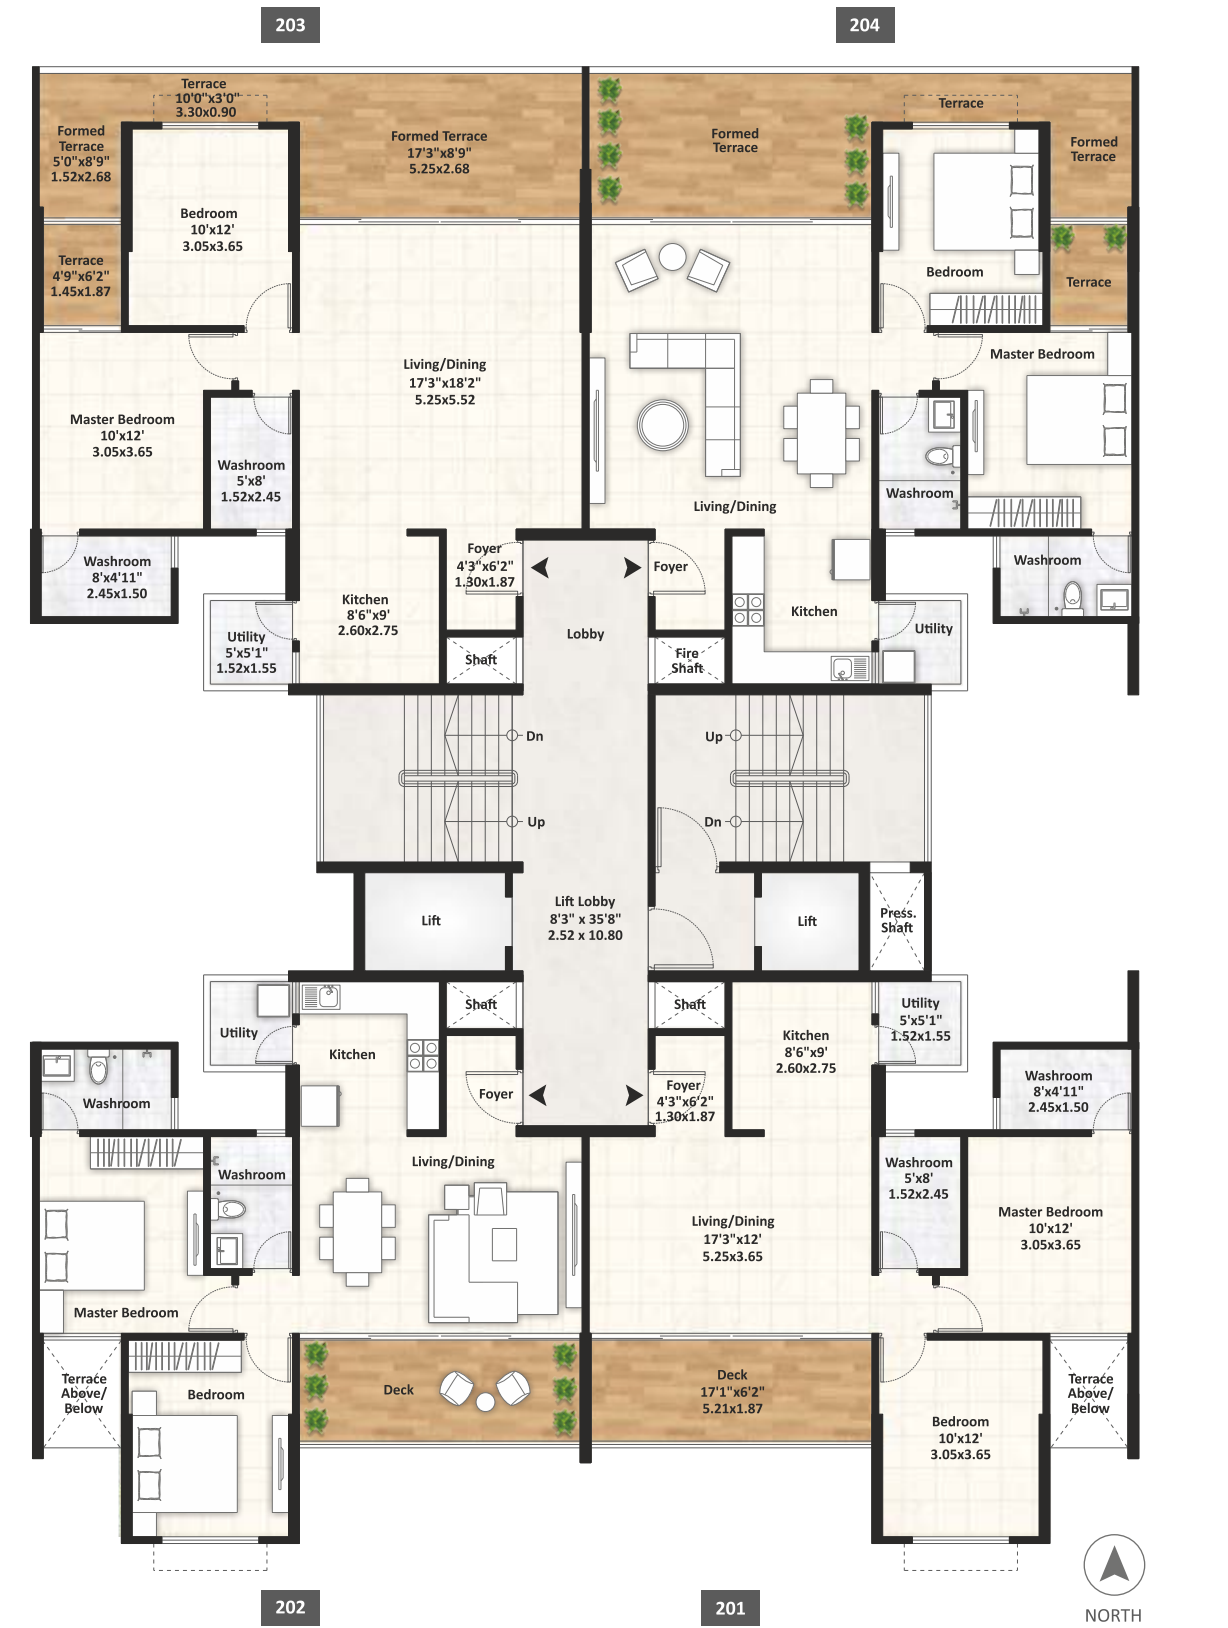 203
204
Terrace
10'0"x3'0"
3.30x0.90
Formed
Terrace
5'0"x8'9"
1.52x2.68
Formed Terrace
17'3"x8'9"
5.25x2.68
Formed
Terrace
Terrace
Formed
Terrace
Bedroom
10'x12'
3.05x3.65
Terrace
4'9"x6'2"
1.45x1.87
Bedroom
Terrace
Living/Dining
17'3"x18'2"
5.25x5.52
Master Bedroom
Master Bedroom
10'x12'
3.05x3.65
Washroom
5'x8'
1.52x2.45
Living/Dining
Washroom
Washroom
8'x4'11"
2.45x1.50
Foyer
4'3"x6'2"
1.30x1.87
Foyer
Washroom
Kitchen
8'6"x9'
2.60x2.75
Lobby
Kitchen
Utility
5'x5'1"
1.52x1.55
Utility
Shaft
Fire
Shaft
Dn
Up
Up
Dn
Lift
Lift Lobby
8'3" x 35'8"
2.52 x 10.80
Lift
Press.
Shaft
Shaft
Shaft
Utility
5'x5'1"
1.52x1.55
Utility
Kitchen
Kitchen
8'6"x9'
2.60x2.75
Washroom
Foyer
Foyer
4'3"x6'2"
1.30x1.87
Washroom
8'x4'11"
2.45x1.50
Washroom
Living/Dining
Washroom
5'x8'
1.52x2.45
Living/Dining
17'3"x12'
5.25x3.65
Master Bedroom
10'x12'
3.05x3.65
Master Bedroom
Terrace
Above/
Below
Bedroom
Deck
Deck
17'1"x6'2"
5.21x1.87
Terrace
Above/
Below
Bedroom
10'x12'
3.05x3.65
202
201
NORTH